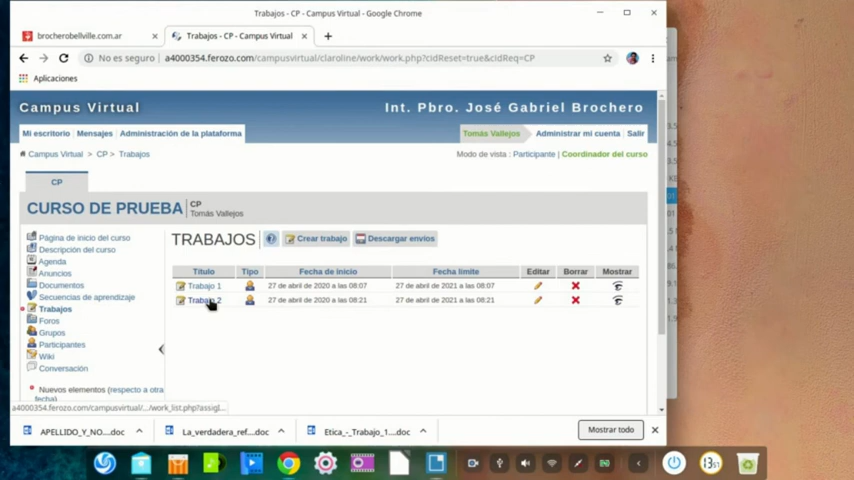 Trabajos - CP - Campus Virtual - Google Chrome
brocherobellville.com.ar
Trabajos - CP - Campus Virtual
No es seguro
a4000354.ferozo.com/campusvirtual/claroline/work/work.php?cidReset=true&cidReq=CP
Aplicaciones
Campus Virtual
Int. Pbro. José Gabriel Brochero
Mi escritorio Mensajes Administración de la plataforma
Tomás Vallejos Administrar mi cuenta Salir
Campus Virtual > CP > Trabajos
Modo de vista : Participante | Coordinador del curso
CP
CURSO DE PRUEBA
CP
Tomás Vallejos
Página de inicio del curso
Descripción del curso
Agenda
Anuncios
Documentos
Secuencias de aprendizaje
Trabajos
Foros
Grupos
Participantes
Wiki
Conversación
Nuevos elementos (respecto a otra
fecha)
TRABAJOS
Crear trabajo
Descargar envíos
Título Tipo Fecha de inicio Fecha límite Editar Borrar Mostrar
Trabajo 1 27 de abril de 2020 a las 08:07 27 de abril de 2021 a las 08:07
Trabajo 2 27 de abril de 2020 a las 08:21 27 de abril de 2021 a las 08:21
a4000354.ferozo.com/campusvirtual/.../work_list.php?assigI...
APELLIDO_Y_NO....doc
La_verdadera_ref....doc
Etica_-_Trabajo_1....doc
Mostrar todo